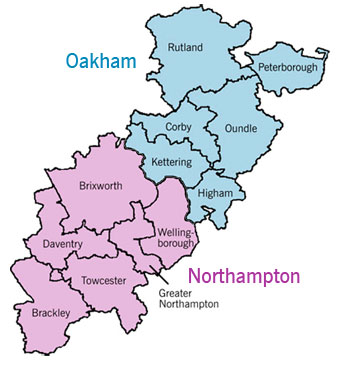 Rutland
Oakham
Peterborough
Corby
Oundle
Kettering
Brixworth
Higham
Welling-
borough
Daventry
Northampton
Towcester
Greater
Northampton
Brackley